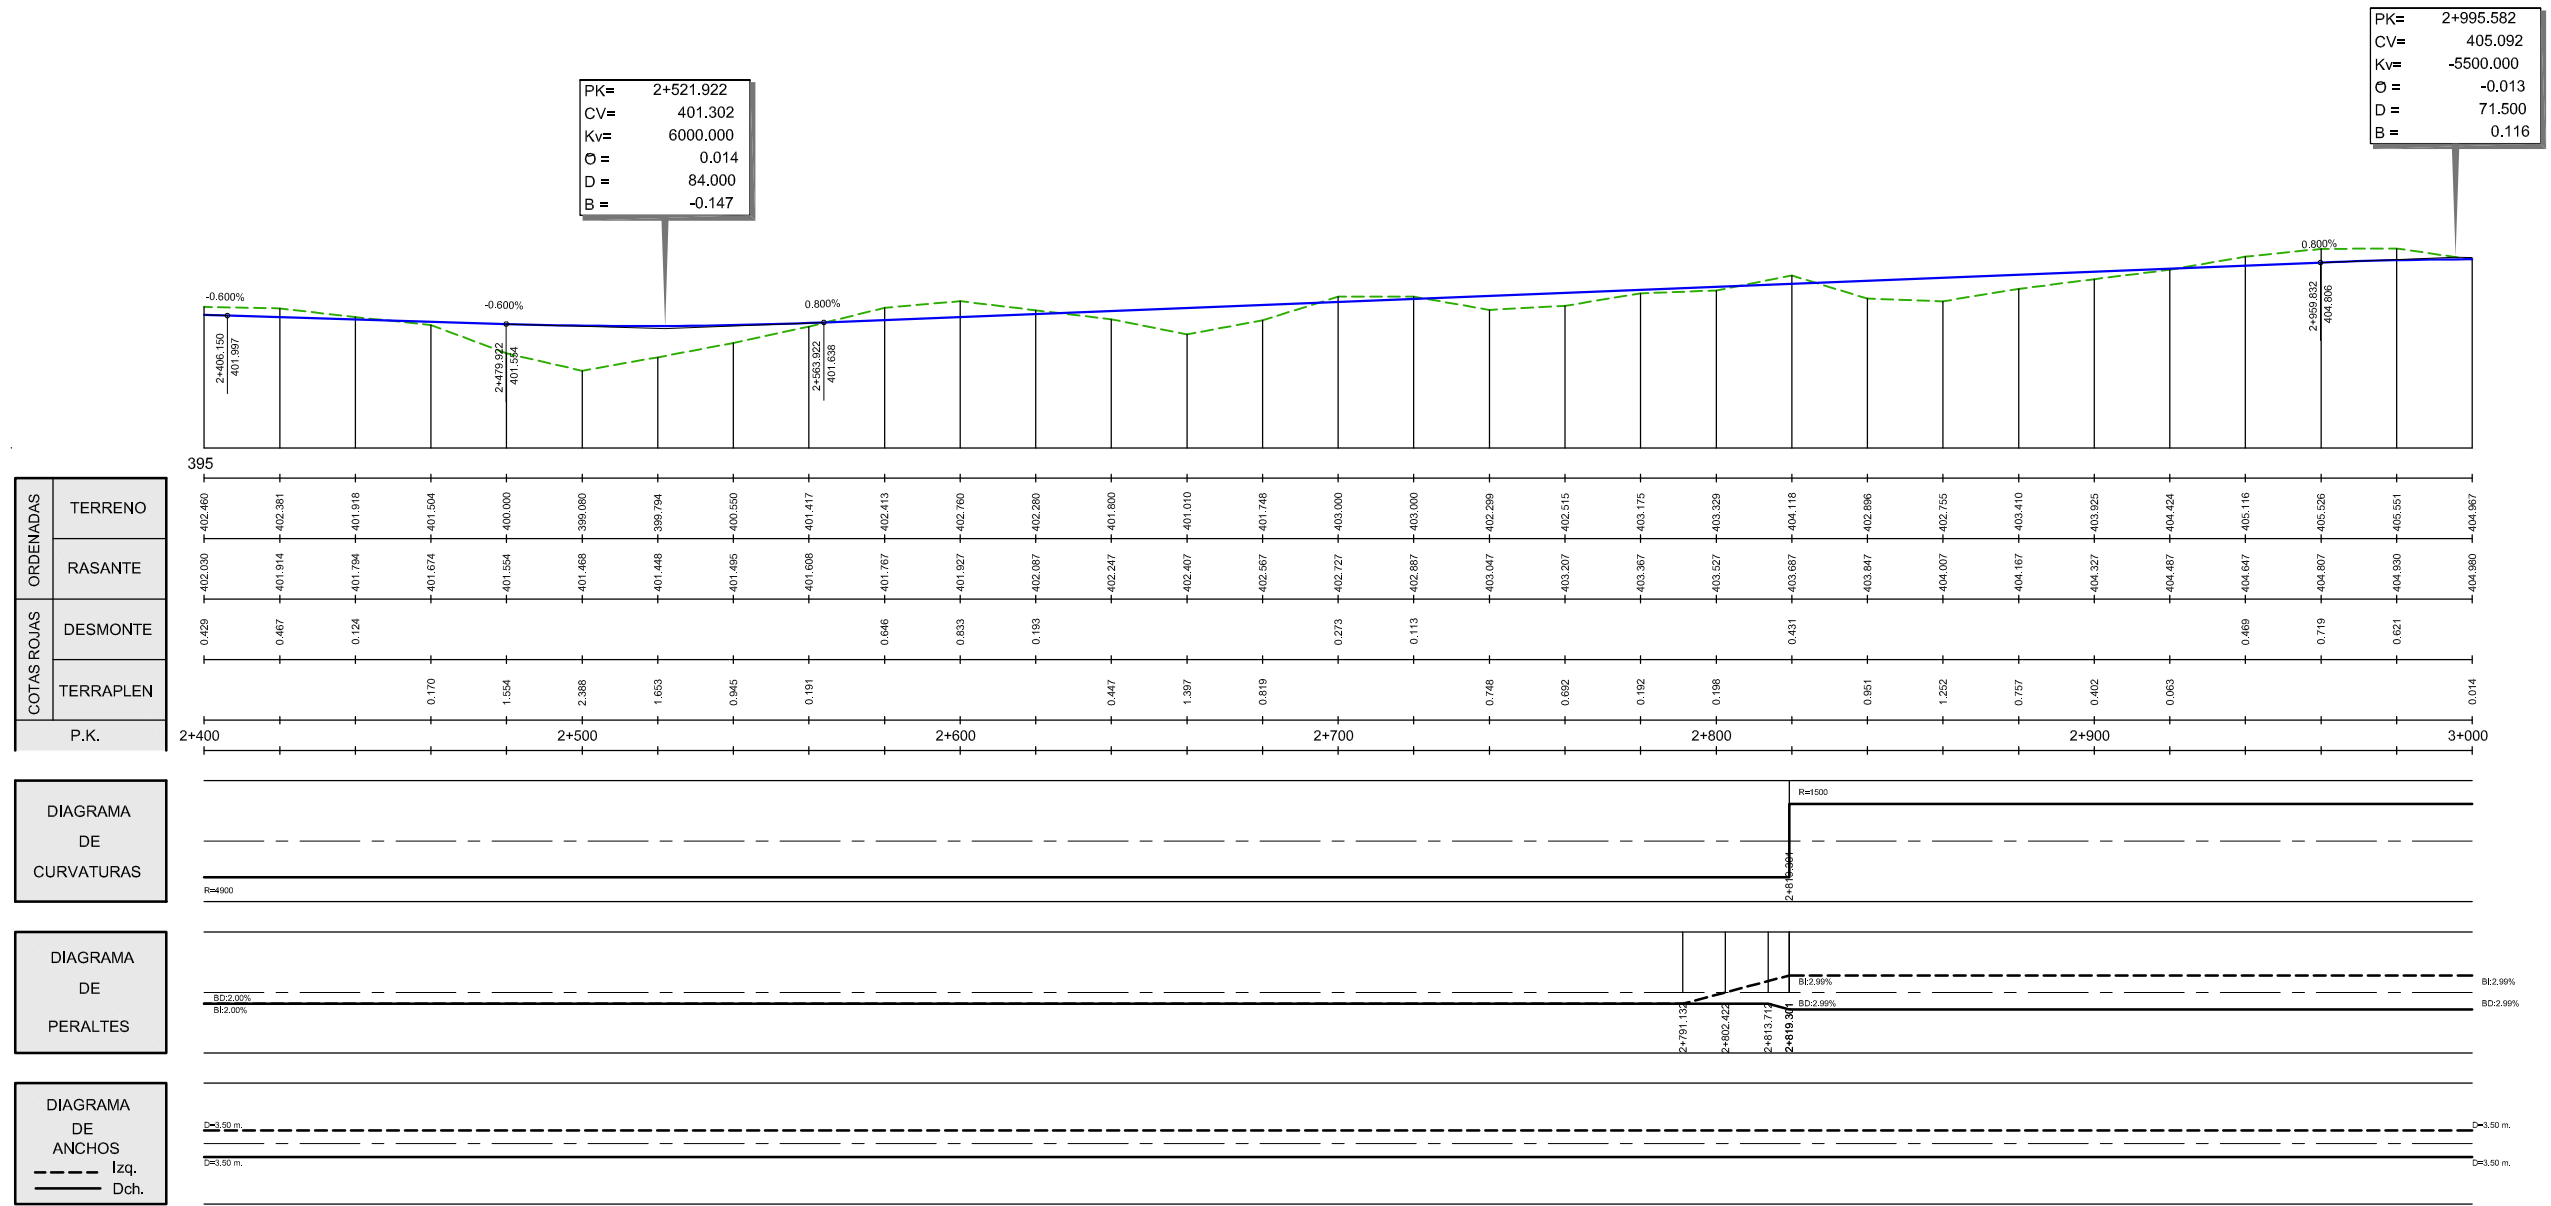 PK= 2+521.922
CV= 401.302
Kv= 6000.000
Θ = 0.014
D = 84.000
B = -0.147
PK= 2+995.582
CV= 405.092
Kv= -5500.000
Θ = -0.013
D = 71.500
B = 0.116
-0.600%
-0.600%
0.800%
0.800%
2+406.150
401.997
2+479.922
401.554
2+563.922
401.638
2+959.832
404.806
395
ORDENADAS
TERRENO
402.460 402.381 401.918 401.504 400.000 399.080 399.794 400.550 401.417 402.413 402.760 402.280 401.800 401.010 401.748 403.000 403.000 402.299 402.515 403.175 403.329 404.118 402.896 402.755 403.410 403.925 404.424 405.116 405.526 405.551 404.967
RASANTE
402.030 401.914 401.794 401.674 401.554 401.468 401.448 401.495 401.608 401.767 401.927 402.087 402.247 402.407 402.567 402.727 402.887 403.047 403.207 403.367 403.527 403.687 403.847 404.007 404.167 404.327 404.487 404.647 404.807 404.930 404.980
COTAS ROJAS
DESMONTE
0.429 0.467 0.124 0.646 0.833 0.193 0.273 0.113 0.431 0.469 0.719 0.621
TERRAPLEN
0.170 1.554 2.388 1.653 0.945 0.191 0.447 1.397 0.819 0.748 0.692 0.192 0.198 0.951 1.252 0.757 0.402 0.063 0.014
P.K.
2+400 2+500 2+600 2+700 2+800 2+900 3+000
DIAGRAMA
DE
CURVATURAS
R=4900
R=1500
2+819.301
DIAGRAMA
DE
PERALTES
BD:2.00%
BI:2.00%
2+791.132
2+802.422
2+813.712
2+819.301
BI:2.99%
BD:2.99%
BI:2.99%
BD:2.99%
DIAGRAMA
DE
ANCHOS
Izq.
Dch.
D=3.50 m.
D=3.50 m.
D=3.50 m.
D=3.50 m.